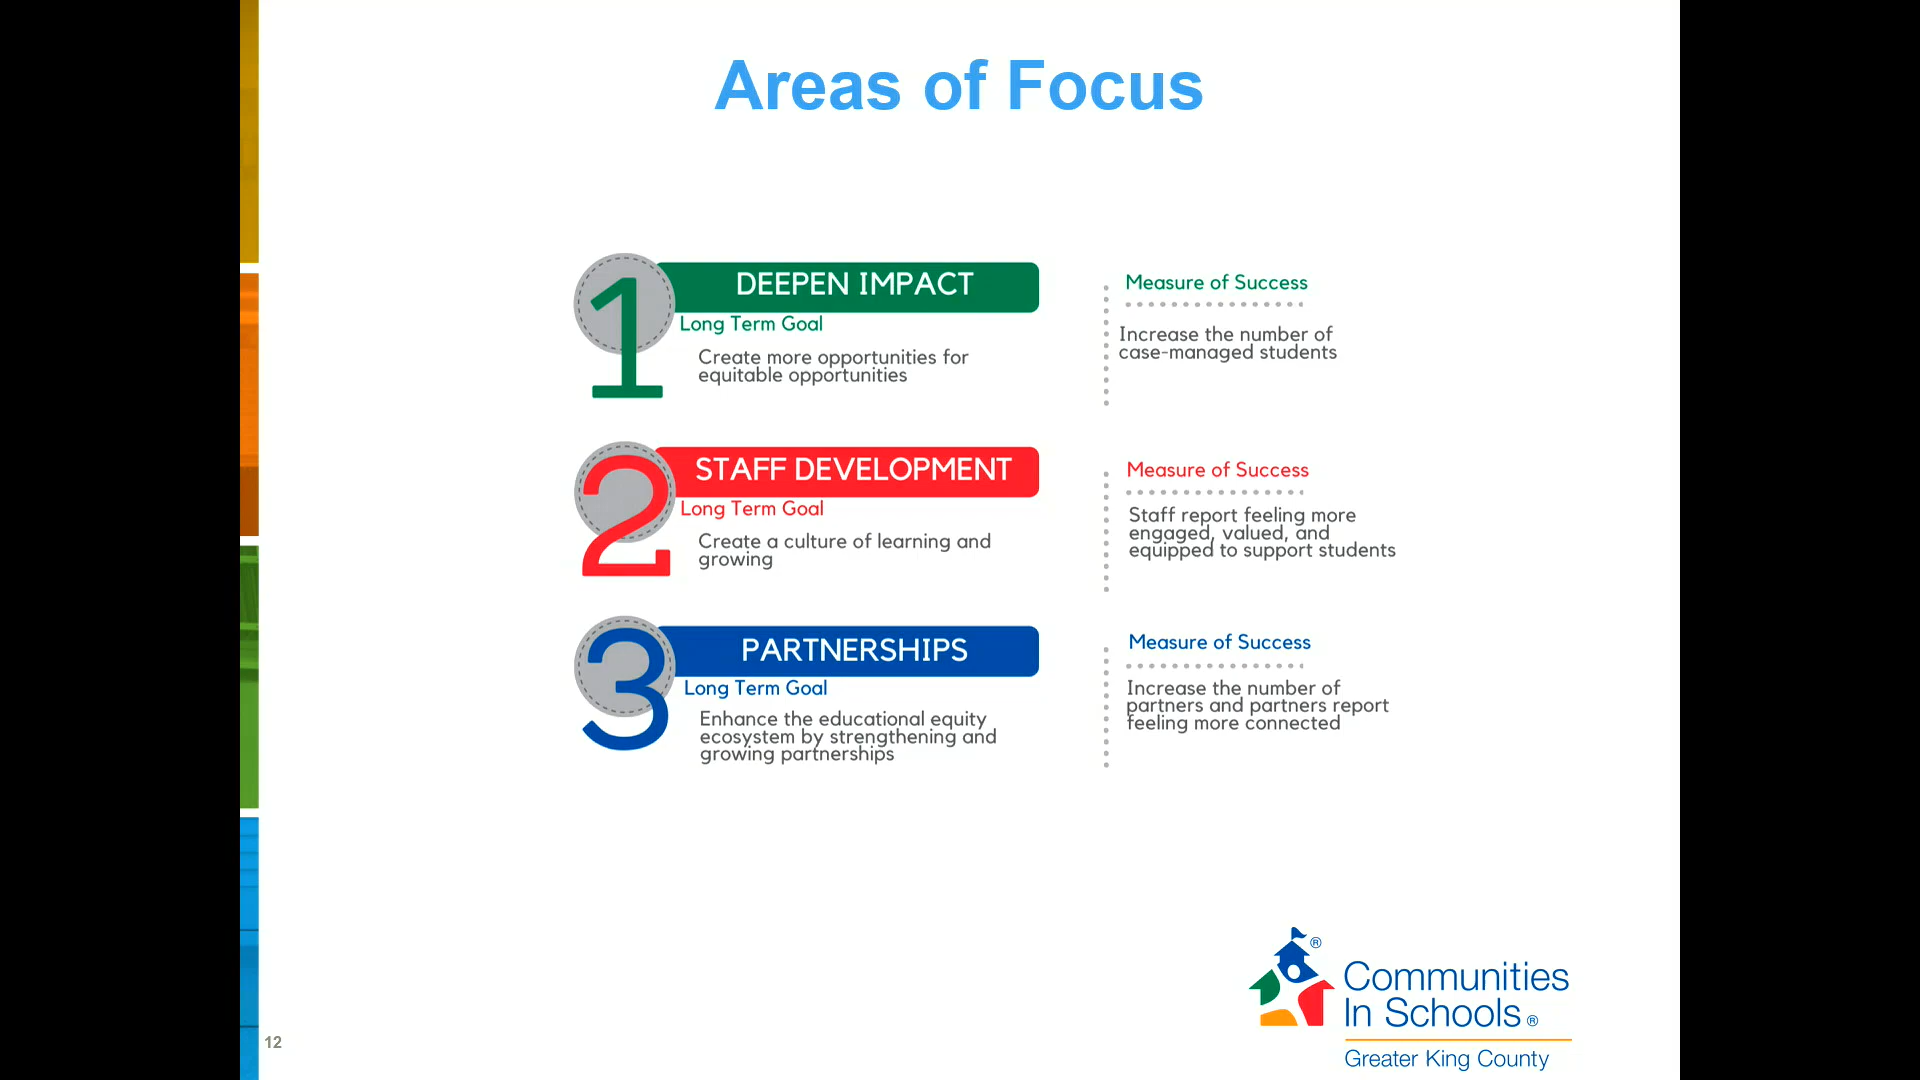 Areas of Focus
1
DEEPEN IMPACT
Long Term Goal
Create more opportunities for
equitable opportunities
Measure of Success
Increase the number of
case-managed students
2
STAFF DEVELOPMENT
Long Term Goal
Create a culture of learning and
growing
Measure of Success
Staff report feeling more
engaged, valued, and
equipped to support students
3
PARTNERSHIPS
Long Term Goal
Enhance the educational equity
ecosystem by strengthening and
growing partnerships
Measure of Success
Increase the number of
partners and partners report
feeling more connected
®
Communities
In Schools®
Greater King County
12